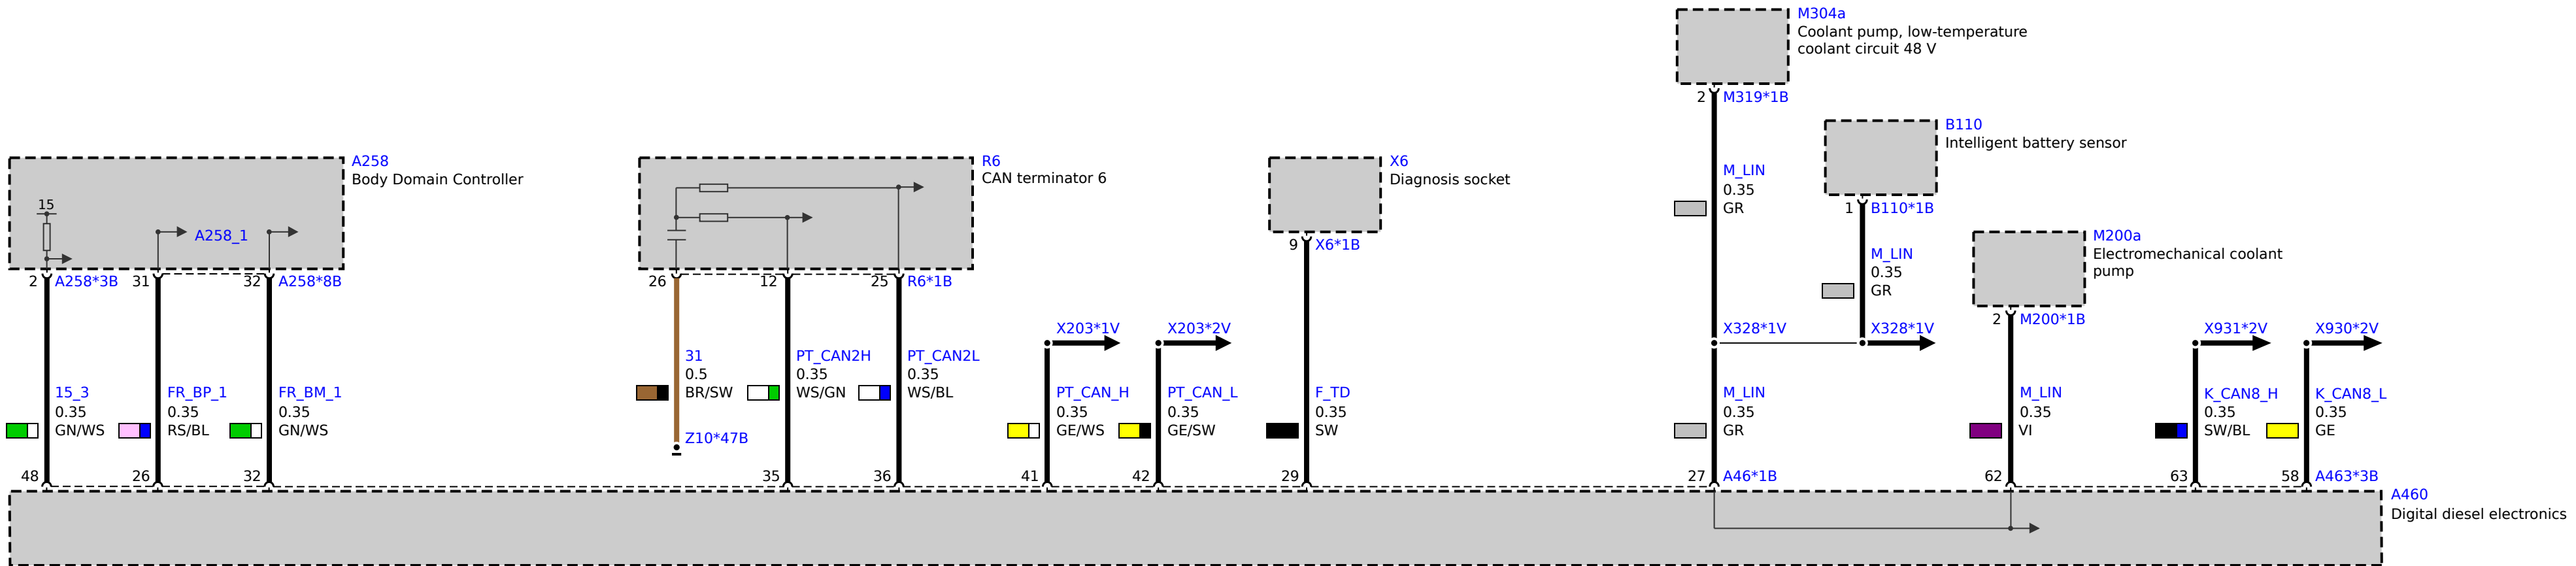 M304a
Coolant pump, low-temperature
coolant circuit 48 V
2
M319*1B
B110
Intelligent battery sensor
A258
Body Domain Controller
R6
CAN terminator 6
X6
Diagnosis socket
M_LIN
0.35
GR
1
B110*1B
15
A258_1
M200a
Electromechanical coolant
pump
9
X6*1B
M_LIN
0.35
GR
2
A258*3B
31
32
A258*8B
26
12
25
R6*1B
2
M200*1B
X203*1V
X203*2V
X328*1V
X328*1V
X931*2V
X930*2V
31
0.5
BR/SW
PT_CAN2H
0.35
WS/GN
PT_CAN2L
0.35
WS/BL
15_3
0.35
GN/WS
FR_BP_1
0.35
RS/BL
FR_BM_1
0.35
GN/WS
Z10*47B
PT_CAN_H
0.35
GE/WS
PT_CAN_L
0.35
GE/SW
F_TD
0.35
SW
M_LIN
0.35
GR
M_LIN
0.35
VI
K_CAN8_H
0.35
SW/BL
K_CAN8_L
0.35
GE
48
26
32
35
36
41
42
29
27
A46*1B
62
63
58
A463*3B
A460
Digital diesel electronics